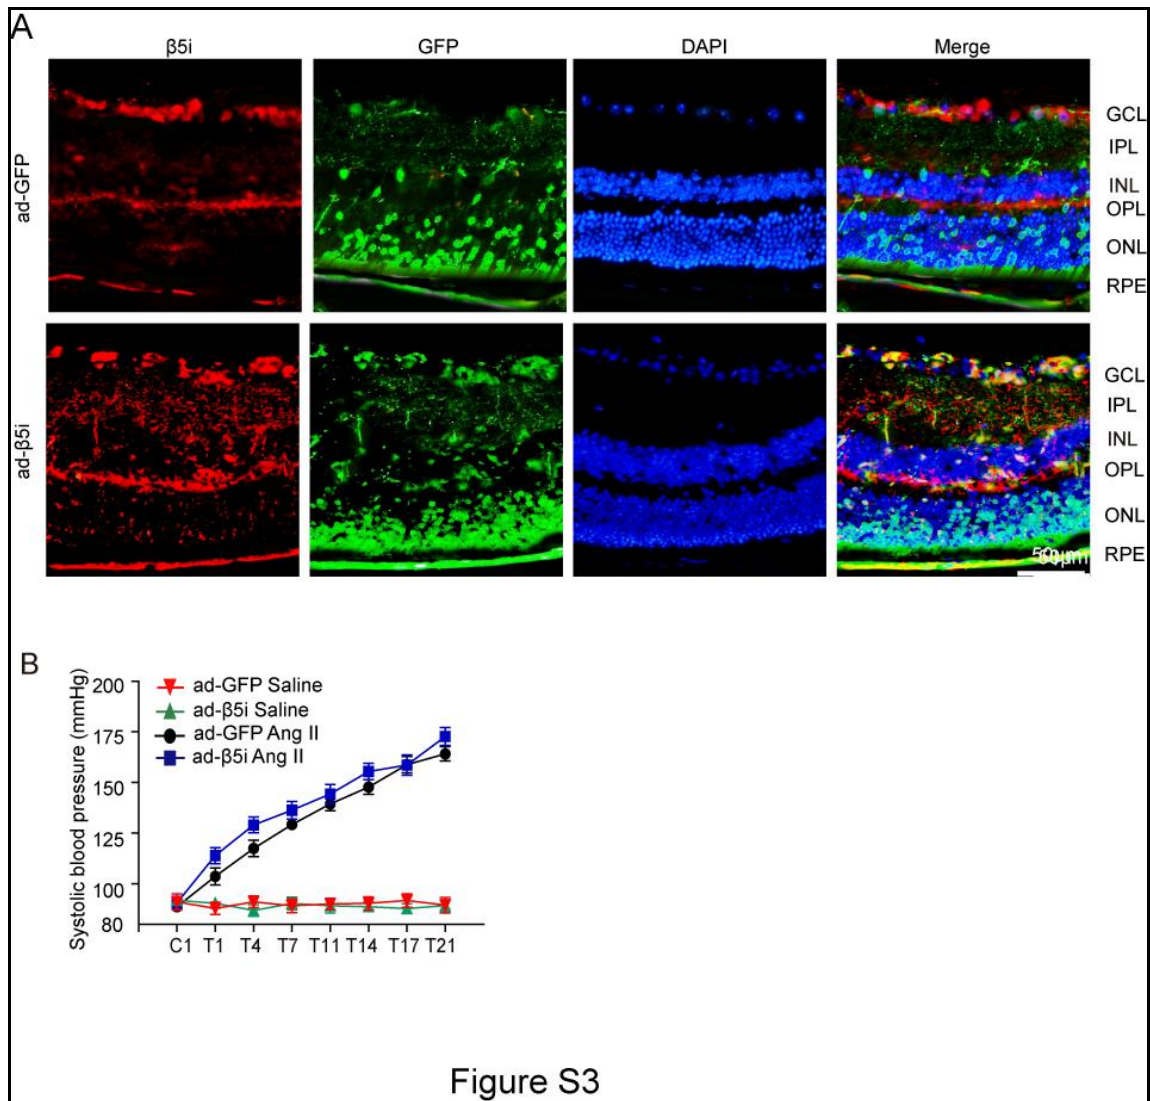 A
β5i GFP DAPI Merge
ad-GFP
GCL
IPL
INL
OPL
ONL
RPE
ad-β5i
GCL
IPL
INL
OPL
ONL
RPE
50μm
B
Systolic blood pressure (mmHg)
200
175
150
125
100
80
ad-GFP Saline
ad-β5i Saline
ad-GFP Ang II
ad-β5i Ang II
C1 T1 T4 T7 T11 T14 T17 T21
Figure S3